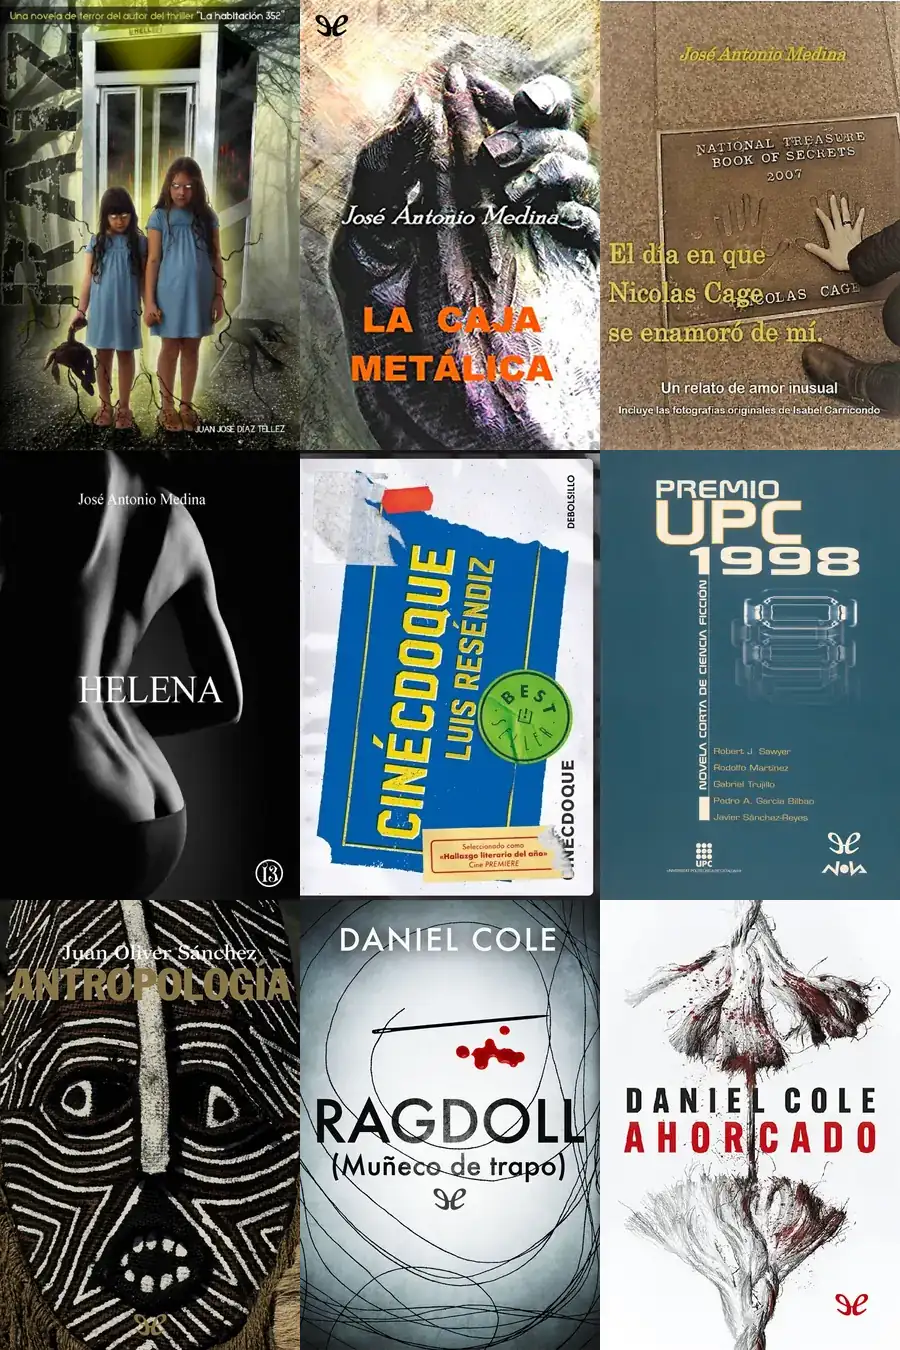 Una novela de terror del autor del thriller "La habitación 352"
RAÍZ
JUAN JOSÉ DÍAZ TÉLLEZ
José Antonio Medina
LA CAJA
METÁLICA
José Antonio Medina
NATIONAL TREASURE
BOOK OF SECRETS
2007
NICOLAS CAGE
El día en que
Nicolas Cage
se enamoró de mí.
Un relato de amor inusual
Incluye las fotografías originales de Isabel Carricondo
José Antonio Medina
HELENA
13
DEBOLSILLO
CINÉCDOQUE
LUIS RESÉNDIZ
BEST
SELLER
Seleccionado como
«Hallazgo literario del año»
Cine PREMIERE
CINÉCDOQUE
PREMIO
UPC
1998
NOVELA CORTA DE CIENCIA FICCIÓN
Robert J. Sawyer
Rodolfo Martínez
Gabriel Trujillo
Pedro A. García Bilbao
Javier Sánchez-Reyes
UPC
NOVA
Juan Oliver Sánchez
ANTROPOLOGÍA
DANIEL COLE
RAGDOLL
(Muñeco de trapo)
DANIEL COLE
AHORCADO